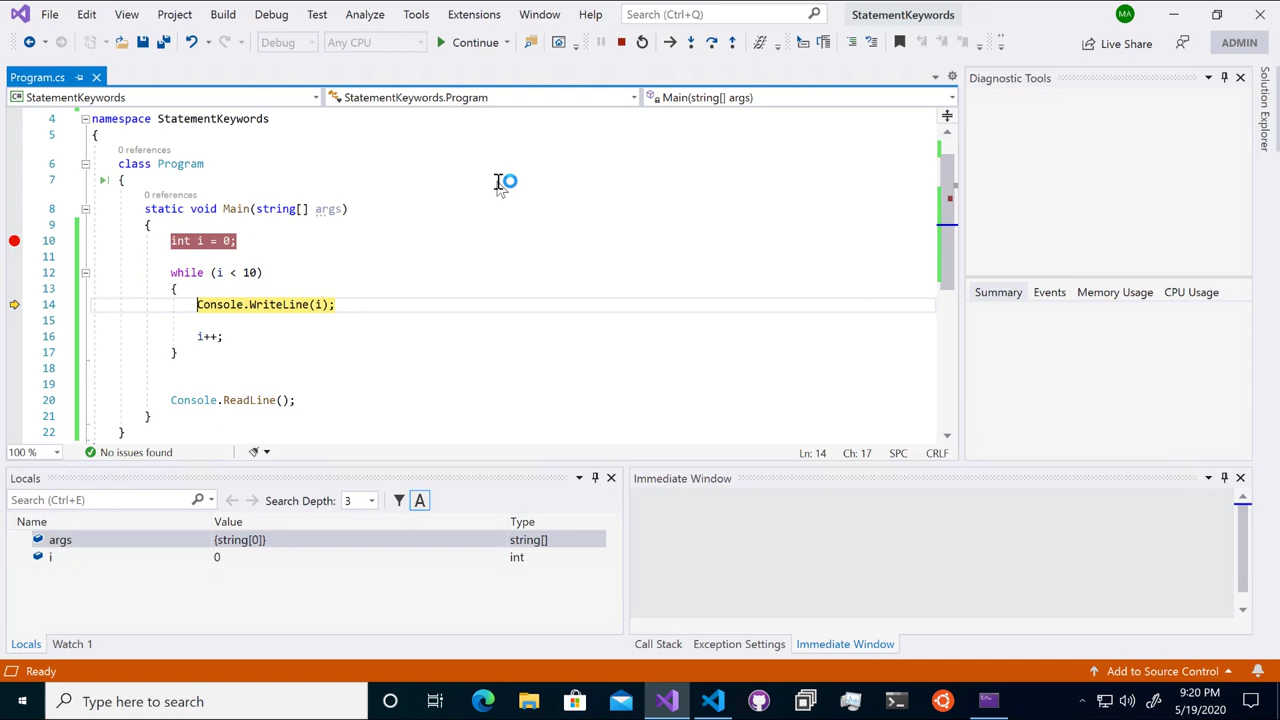 File Edit View Project Build Debug Test Analyze Tools Extensions Window Help Search (Ctrl+Q) StatementKeywords MA
Debug Any CPU Continue Live Share ADMIN
Program.cs
StatementKeywords StatementKeywords.Program Main(string[] args)
4 namespace StatementKeywords
5 {
0 references
6 class Program
7 {
0 references
8 static void Main(string[] args)
9 {
10 int i = 0;
11
12 while (i < 10)
13 {
14 Console.WriteLine(i);
15
16 i++;
17 }
18
19
20 Console.ReadLine();
21 }
22 }
100 % No issues found Ln: 14 Ch: 17 SPC CRLF
Diagnostic Tools
Summary Events Memory Usage CPU Usage
Solution Explorer
Locals
Search (Ctrl+E) Search Depth: 3 A
Name Value Type
args {string[0]} string[]
i 0 int
Locals Watch 1
Immediate Window
Call Stack Exception Settings Immediate Window
Ready Add to Source Control
Type here to search
9:20 PM
5/19/2020